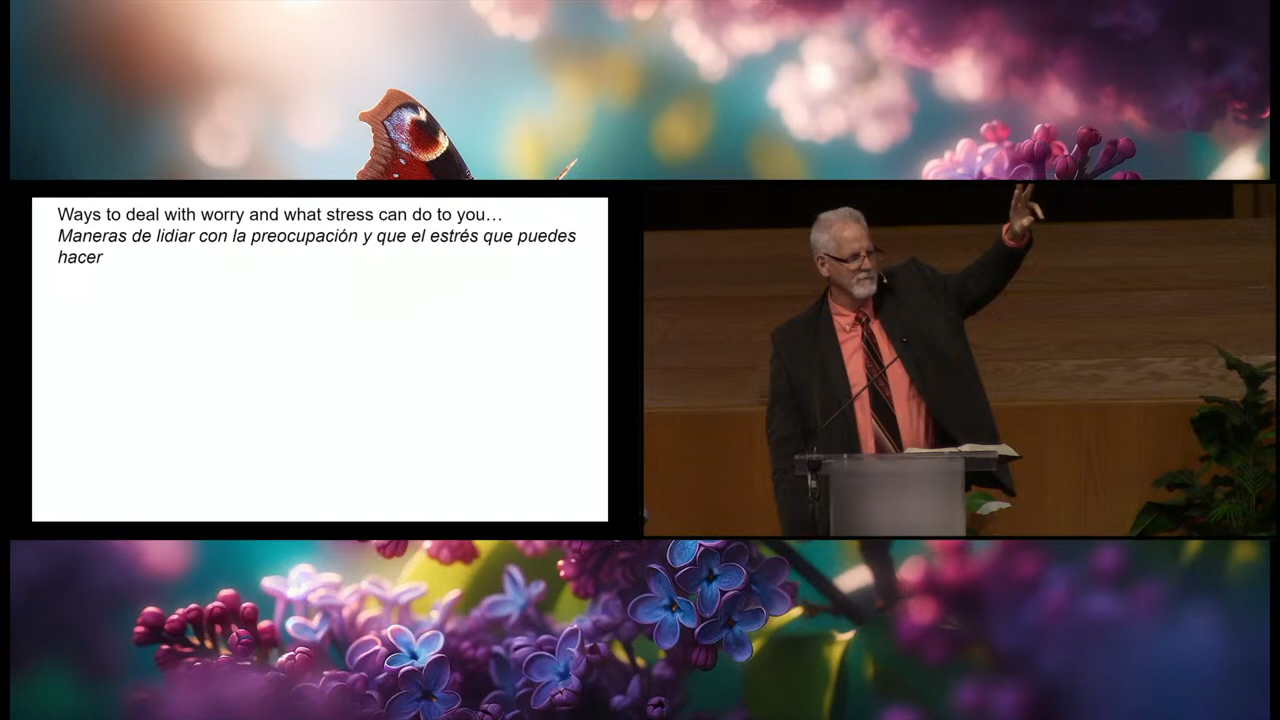 Ways to deal with worry and what stress can do to you…
Maneras de lidiar con la preocupación y que el estrés que puedes
hacer